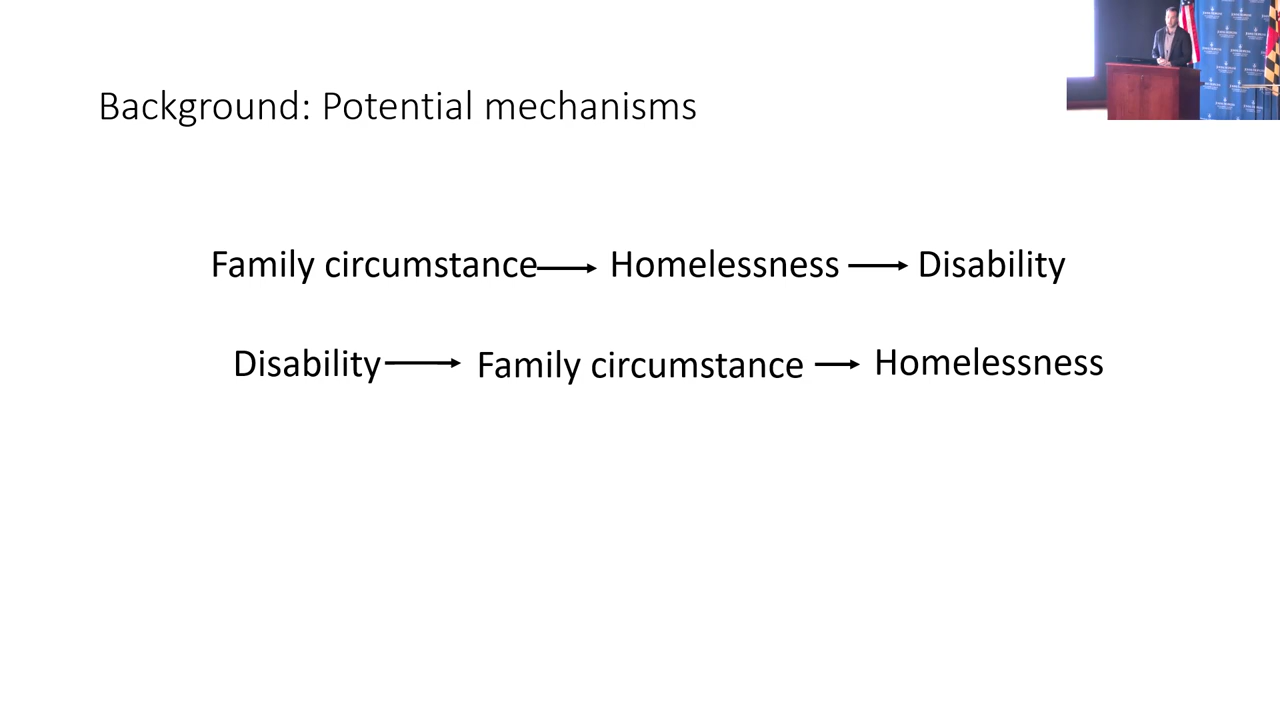 Background: Potential mechanisms
Family circumstance → Homelessness → Disability
Disability → Family circumstance → Homelessness